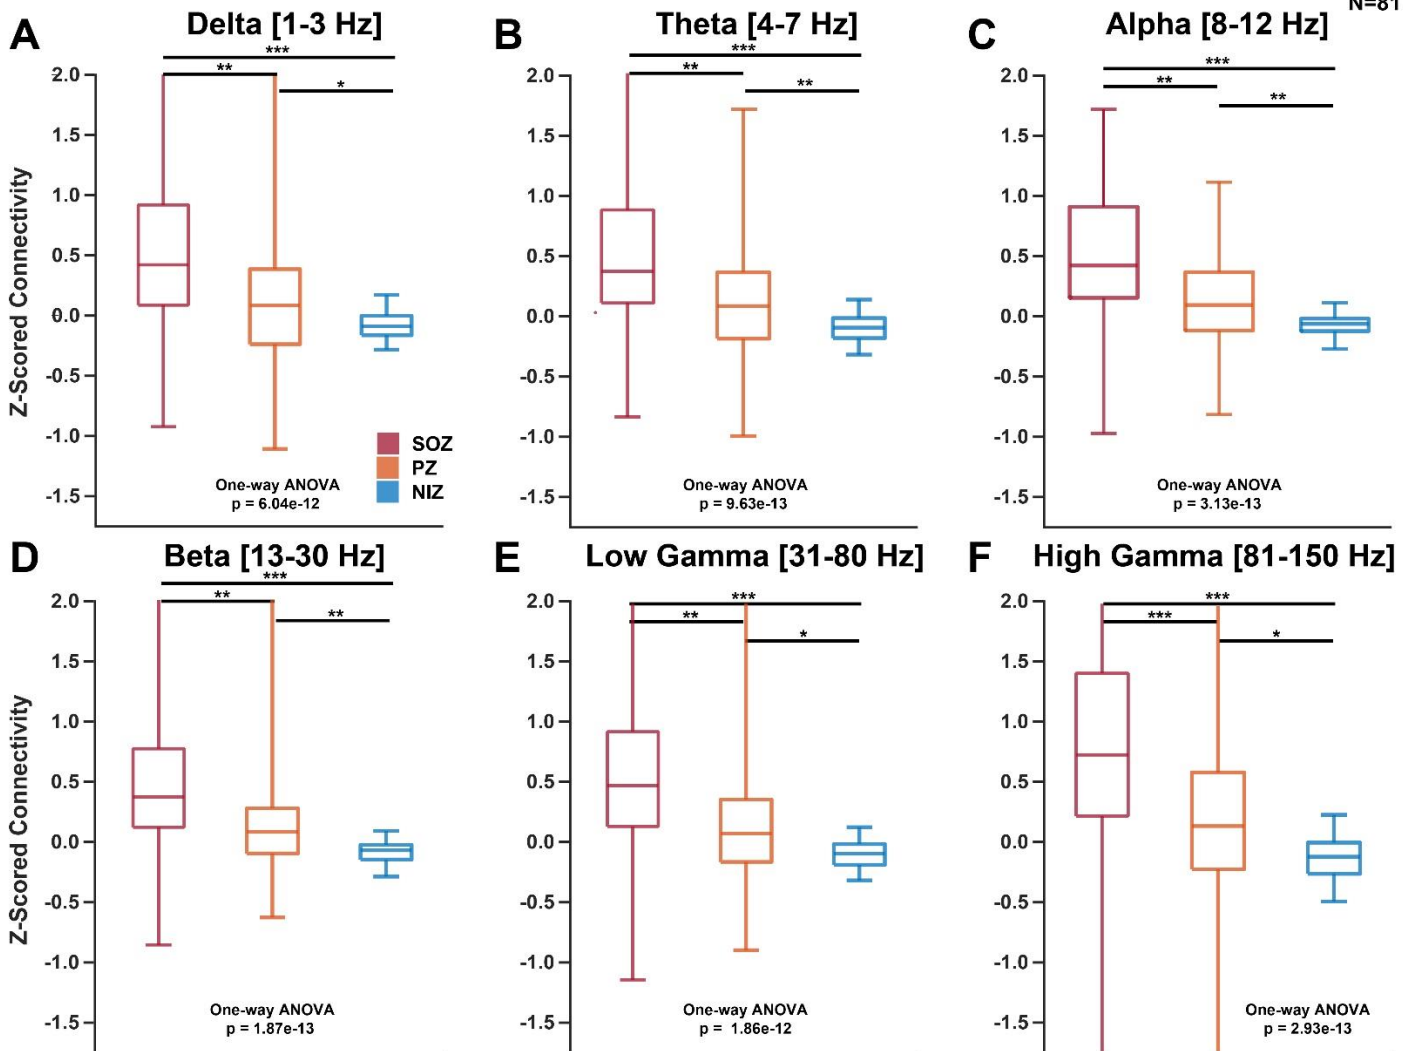 N=81
A Delta [1-3 Hz]
B Theta [4-7 Hz]
C Alpha [8-12 Hz]
***
**
*
***
**
**
***
**
**
Z-Scored Connectivity
2.0
1.5
1.0
0.5
0.0
-0.5
-1.0
-1.5
SOZ
PZ
NIZ
One-way ANOVA
p = 6.04e-12
2.0
1.5
1.0
0.5
0.0
-0.5
-1.0
-1.5
One-way ANOVA
p = 9.63e-13
2.0
1.5
1.0
0.5
0.0
-0.5
-1.0
-1.5
One-way ANOVA
p = 3.13e-13
D Beta [13-30 Hz]
E Low Gamma [31-80 Hz]
F High Gamma [81-150 Hz]
***
**
**
***
**
*
***
***
*
Z-Scored Connectivity
2.0
1.5
1.0
0.5
0.0
-0.5
-1.0
-1.5
One-way ANOVA
p = 1.87e-13
2.0
1.5
1.0
0.5
0.0
-0.5
-1.0
-1.5
One-way ANOVA
p = 1.86e-12
2.0
1.5
1.0
0.5
0.0
-0.5
-1.0
-1.5
One-way ANOVA
p = 2.93e-13